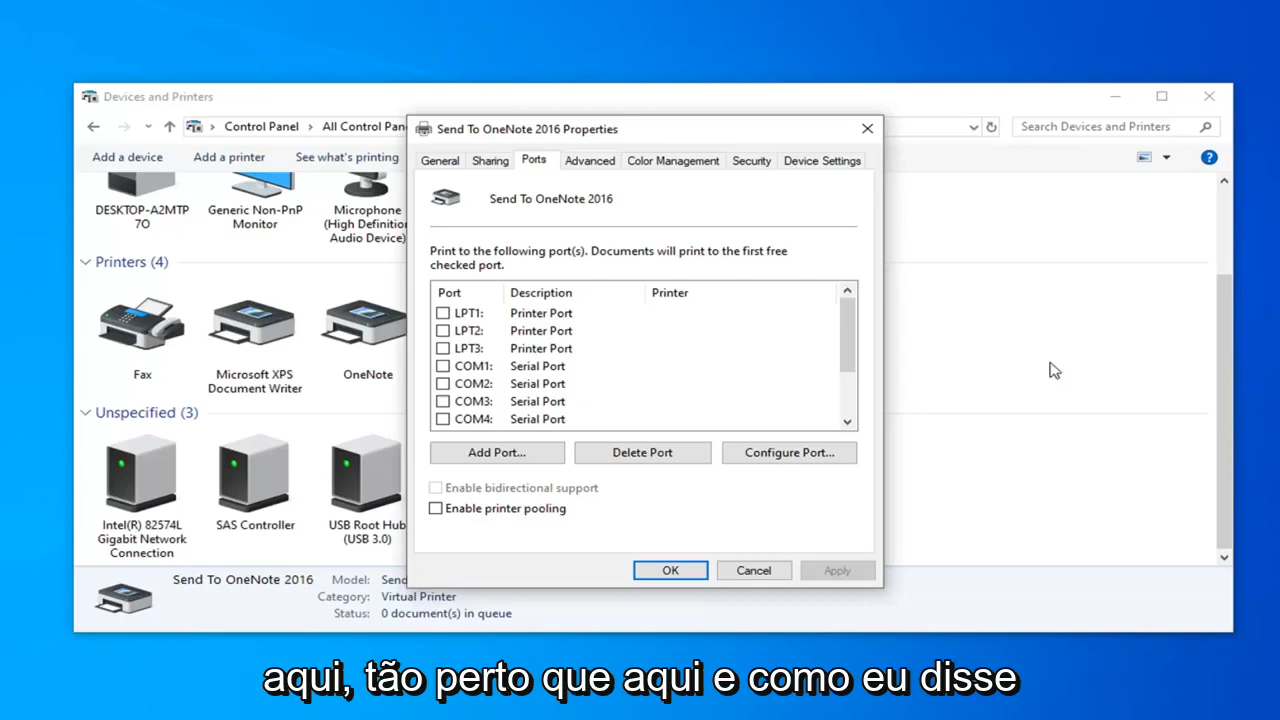 Devices and Printers
Control Panel > All Control Pan
Search Devices and Printers
Add a device Add a printer See what's printing
DESKTOP-A2MTP
7O
Generic Non-PnP
Monitor
Microphone
(High Definition
Audio Device)
Printers (4)
Fax
Microsoft XPS
Document Writer
OneNote
Unspecified (3)
Intel(R) 82574L
Gigabit Network
Connection
SAS Controller
USB Root Hub
(USB 3.0)
Send To OneNote 2016
Model: Send
Category: Virtual Printer
Status: 0 document(s) in queue
Send To OneNote 2016 Properties
General Sharing Ports Advanced Color Management Security Device Settings
Send To OneNote 2016
Print to the following port(s). Documents will print to the first free
checked port.
Port Description Printer
LPT1: Printer Port
LPT2: Printer Port
LPT3: Printer Port
COM1: Serial Port
COM2: Serial Port
COM3: Serial Port
COM4: Serial Port
Add Port... Delete Port Configure Port...
Enable bidirectional support
Enable printer pooling
OK Cancel Apply
aqui, tão perto que aqui e como eu disse